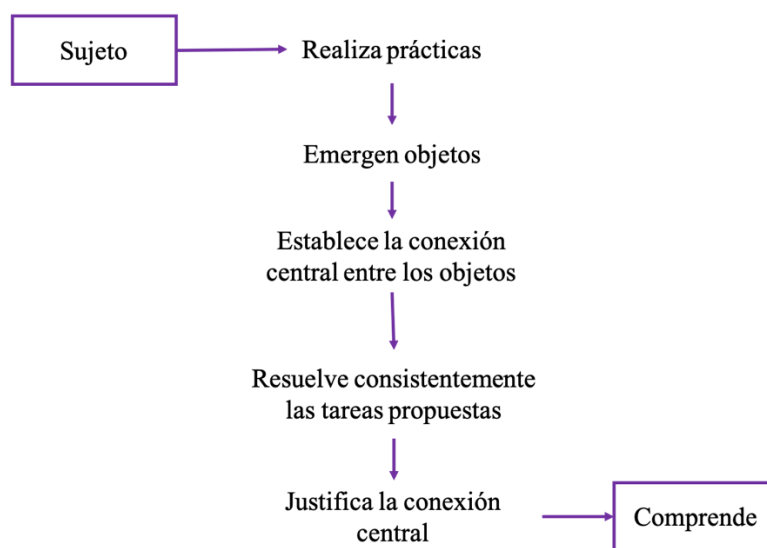 Sujeto
Realiza prácticas
Emergen objetos
Establece la conexión
central entre los objetos
Resuelve consistentemente
las tareas propuestas
Justifica la conexión
central
Comprende